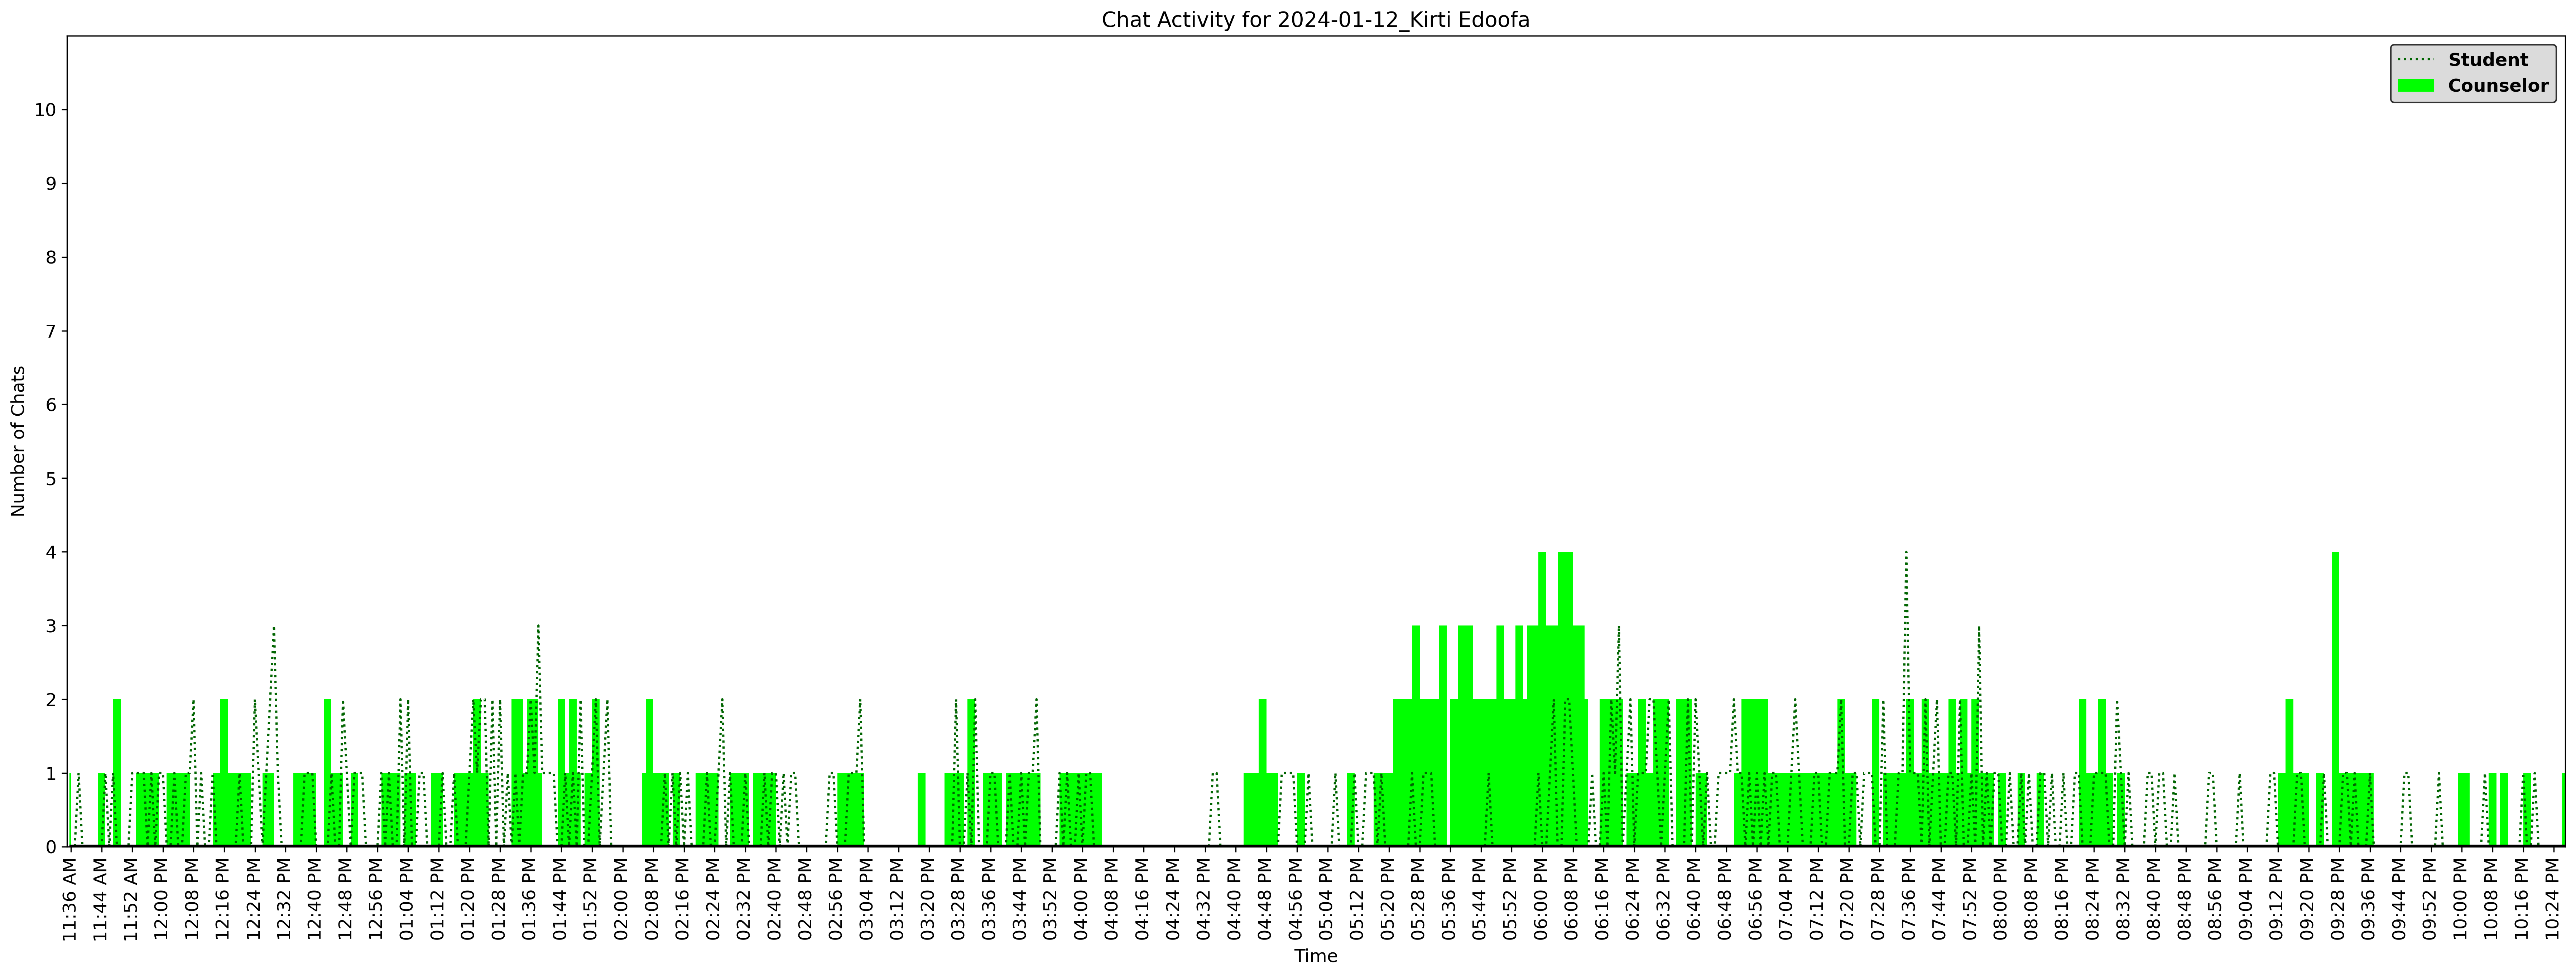 Chat Activity for 2024-01-12_Kirti Edoofa
Student
Counselor
Number of Chats
10
9
8
7
6
5
4
3
2
1
0
11:36 AM
11:44 AM
11:52 AM
12:00 PM
12:08 PM
12:16 PM
12:24 PM
12:32 PM
12:40 PM
12:48 PM
12:56 PM
01:04 PM
01:12 PM
01:20 PM
01:28 PM
01:36 PM
01:44 PM
01:52 PM
02:00 PM
02:08 PM
02:16 PM
02:24 PM
02:32 PM
02:40 PM
02:48 PM
02:56 PM
03:04 PM
03:12 PM
03:20 PM
03:28 PM
03:36 PM
03:44 PM
03:52 PM
04:00 PM
04:08 PM
04:16 PM
04:24 PM
04:32 PM
04:40 PM
04:48 PM
04:56 PM
05:04 PM
05:12 PM
05:20 PM
05:28 PM
05:36 PM
05:44 PM
05:52 PM
06:00 PM
06:08 PM
06:16 PM
06:24 PM
06:32 PM
06:40 PM
06:48 PM
06:56 PM
07:04 PM
07:12 PM
07:20 PM
07:28 PM
07:36 PM
07:44 PM
07:52 PM
08:00 PM
08:08 PM
08:16 PM
08:24 PM
08:32 PM
08:40 PM
08:48 PM
08:56 PM
09:04 PM
09:12 PM
09:20 PM
09:28 PM
09:36 PM
09:44 PM
09:52 PM
10:00 PM
10:08 PM
10:16 PM
10:24 PM
Time